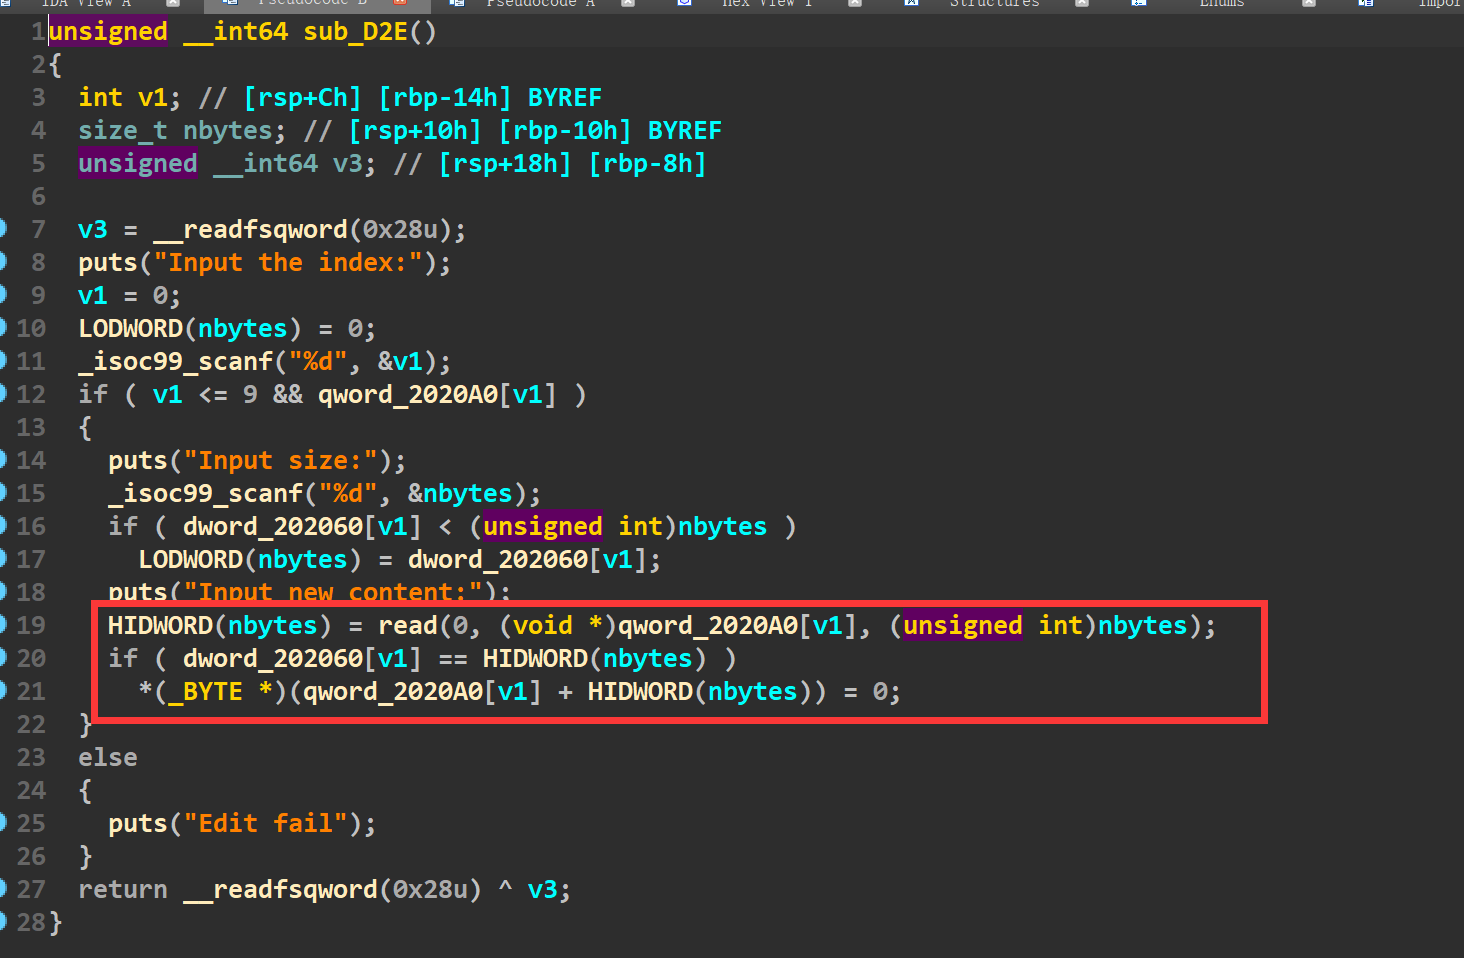 IDA View A Pseudocode B Pseudocode A Hex View 1 Structures Enums Impor
1 unsigned __int64 sub_D2E()
2 {
3 int v1; // [rsp+Ch] [rbp-14h] BYREF
4 size_t nbytes; // [rsp+10h] [rbp-10h] BYREF
5 unsigned __int64 v3; // [rsp+18h] [rbp-8h]
6
7 v3 = __readfsqword(0x28u);
8 puts("Input the index:");
9 v1 = 0;
10 LODWORD(nbytes) = 0;
11 _isoc99_scanf("%d", &v1);
12 if ( v1 <= 9 && qword_2020A0[v1] )
13 {
14 puts("Input size:");
15 _isoc99_scanf("%d", &nbytes);
16 if ( dword_202060[v1] < (unsigned int)nbytes )
17 LODWORD(nbytes) = dword_202060[v1];
18 puts("Input new content:");
19 HIDWORD(nbytes) = read(0, (void *)qword_2020A0[v1], (unsigned int)nbytes);
20 if ( dword_202060[v1] == HIDWORD(nbytes) )
21 *(_BYTE *)(qword_2020A0[v1] + HIDWORD(nbytes)) = 0;
22 }
23 else
24 {
25 puts("Edit fail");
26 }
27 return __readfsqword(0x28u) ^ v3;
28 }